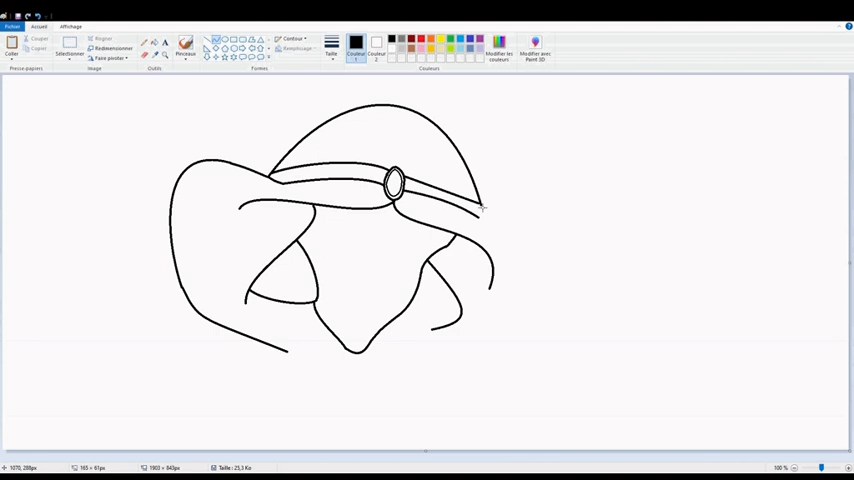 Fichier Accueil Affichage
Coller
Couper
Copier
Presse-papiers
Sélectionner
Rogner
Redimensionner
Faire pivoter
Image
Outils
Pinceaux
Contour
Remplissage
Formes
Taille
Couleur 1
Couleur 2
Couleurs
Modifier les couleurs
Modifier avec Paint 3D
1070, 288px
165 × 61px
1903 × 843px
Taille : 25,3 Ko
100 %